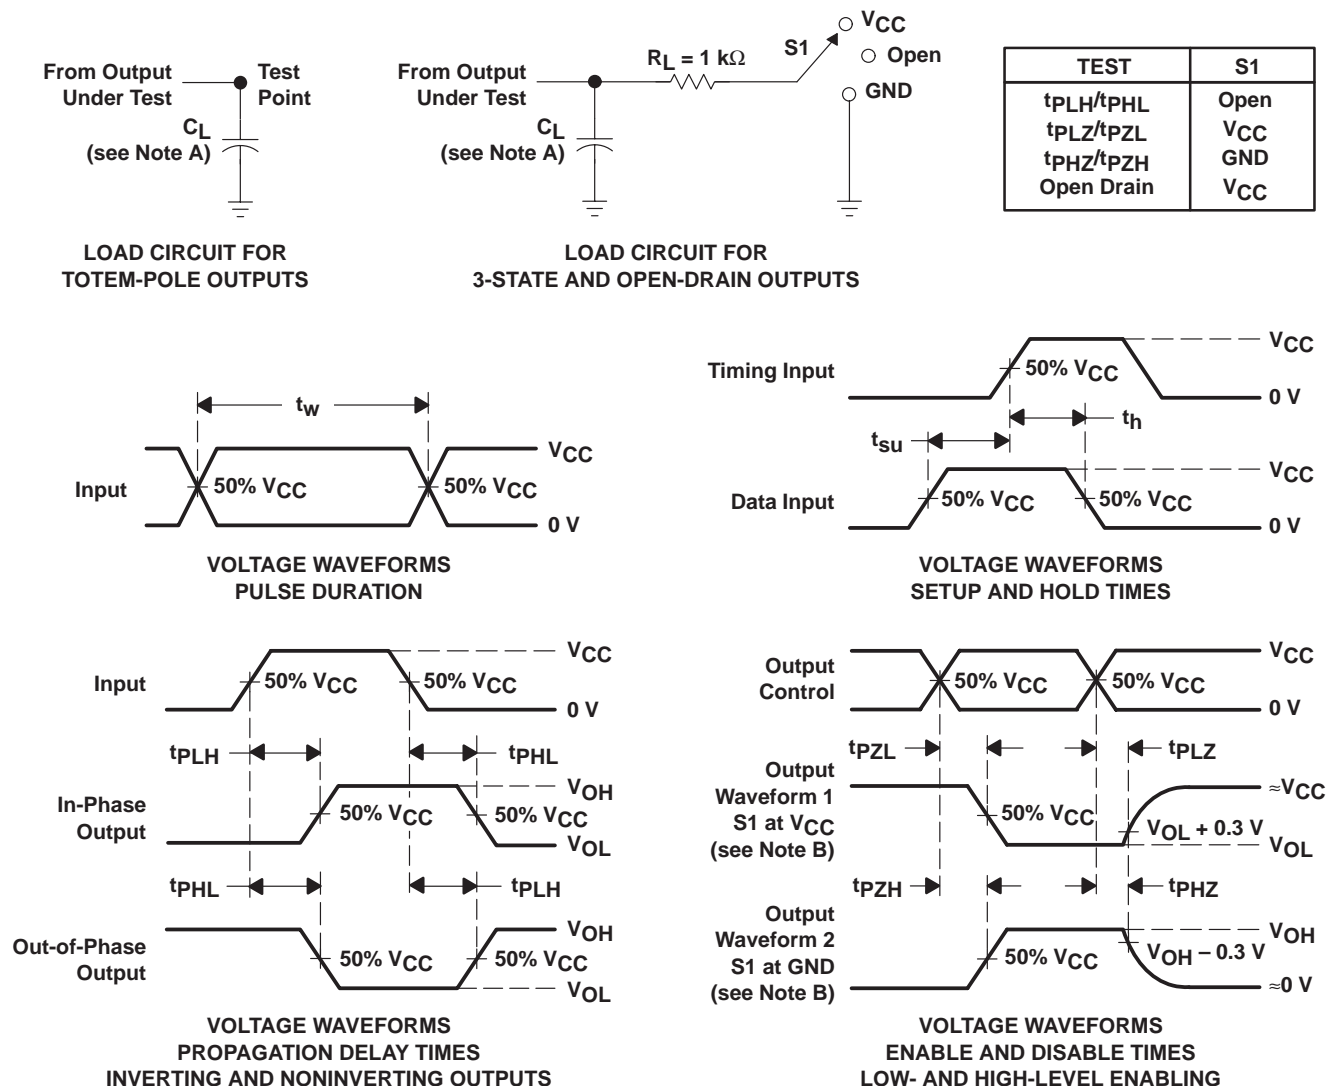 From Output
Under Test
Test
Point
CL
(see Note A)
LOAD CIRCUIT FOR
TOTEM-POLE OUTPUTS
From Output
Under Test
RL = 1 kΩ
S1
VCC
Open
GND
CL
(see Note A)
LOAD CIRCUIT FOR
3-STATE AND OPEN-DRAIN OUTPUTS
TEST S1
tPLH/tPHL Open
tPLZ/tPZL VCC
tPHZ/tPZH GND
Open Drain VCC
tw
Input
50% VCC
50% VCC
VCC
0 V
VOLTAGE WAVEFORMS
PULSE DURATION
Timing Input
50% VCC
VCC
0 V
tsu
th
Data Input
50% VCC
50% VCC
VCC
0 V
VOLTAGE WAVEFORMS
SETUP AND HOLD TIMES
Input
50% VCC
50% VCC
VCC
0 V
tPLH
tPHL
In-Phase
Output
50% VCC
50% VCC
VOH
VOL
tPHL
tPLH
Out-of-Phase
Output
50% VCC
50% VCC
VOH
VOL
VOLTAGE WAVEFORMS
PROPAGATION DELAY TIMES
INVERTING AND NONINVERTING OUTPUTS
Output
Control
50% VCC
50% VCC
VCC
0 V
tPZL
tPLZ
Output
Waveform 1
S1 at VCC
(see Note B)
50% VCC
VOL + 0.3 V
≈VCC
VOL
tPZH
tPHZ
Output
Waveform 2
S1 at GND
(see Note B)
50% VCC
VOH − 0.3 V
VOH
≈0 V
VOLTAGE WAVEFORMS
ENABLE AND DISABLE TIMES
LOW- AND HIGH-LEVEL ENABLING